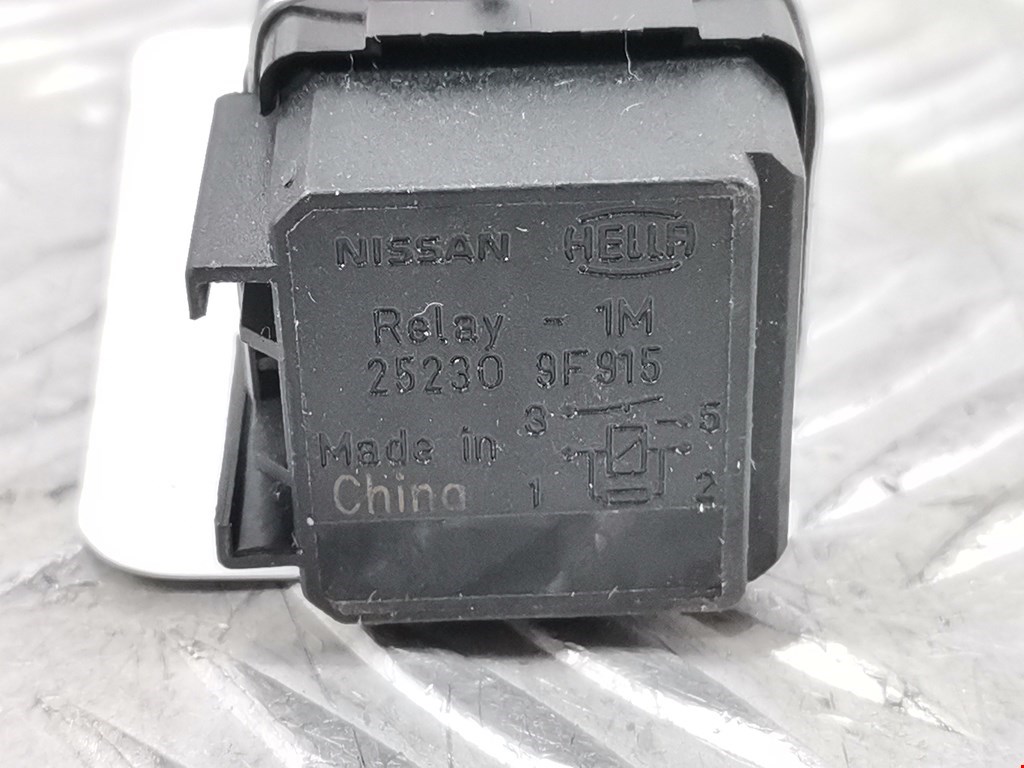 NISSAN HELLA
Relay - 1M
25230 9F915
3 5
Made in
China
1 2